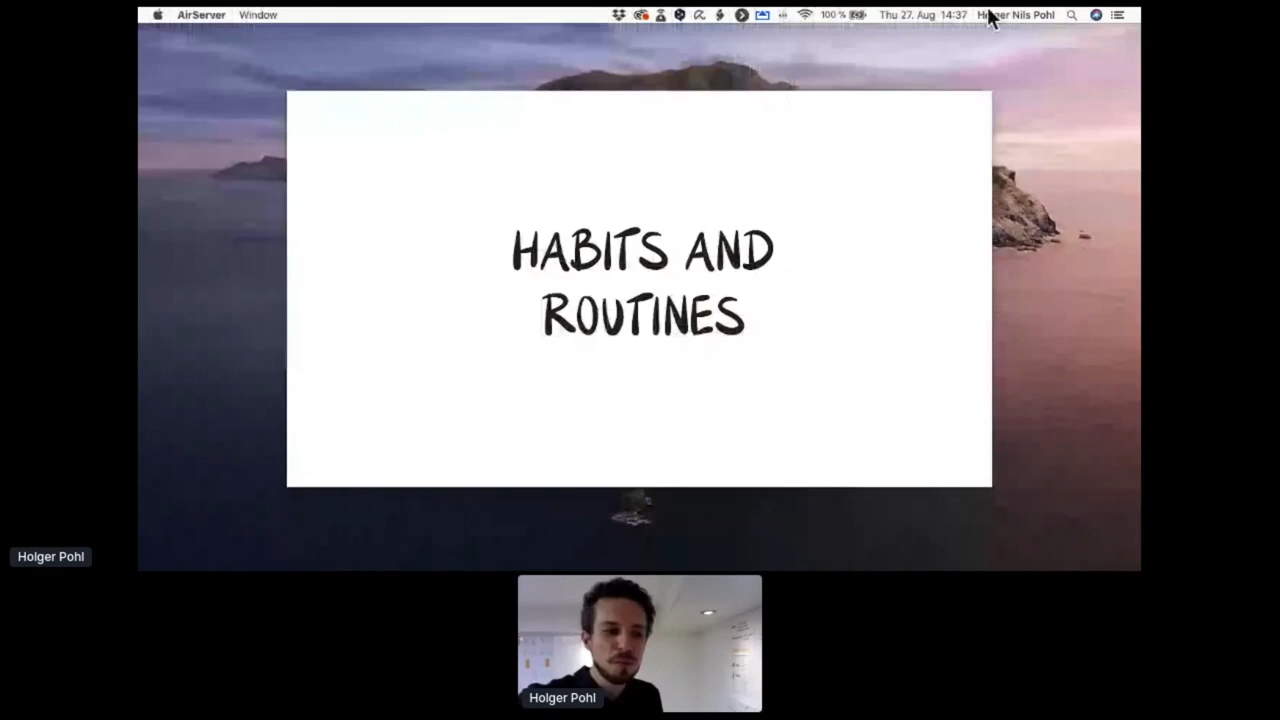 AirServer Window 100 % Thu 27. Aug 14:37 Nils Pohl
HABITS AND
ROUTINES
Holger Pohl
Holger Pohl